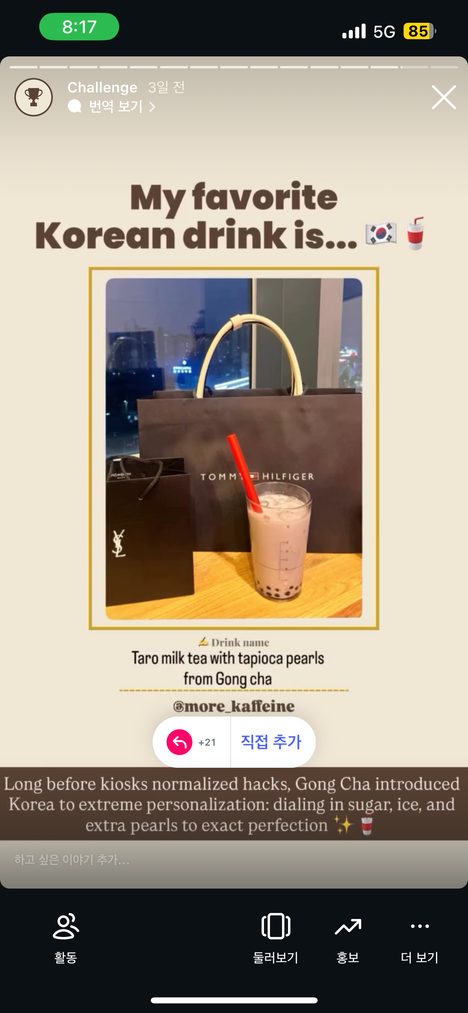 8:17
5G
85
Challenge 3일 전
번역 보기 >
My favorite
Korean drink is... 🇰🇷🥤
TOMMY HILFIGER
YSL
✍️ Drink name
Taro milk tea with tapioca pearls
from Gong cha
@more_kaffeine
+21
직접 추가
Long before kiosks normalized hacks, Gong Cha introduced
Korea to extreme personalization: dialing in sugar, ice, and
extra pearls to exact perfection ✨🥤
하고 싶은 이야기 추가...
활동
둘러보기
홍보
더 보기